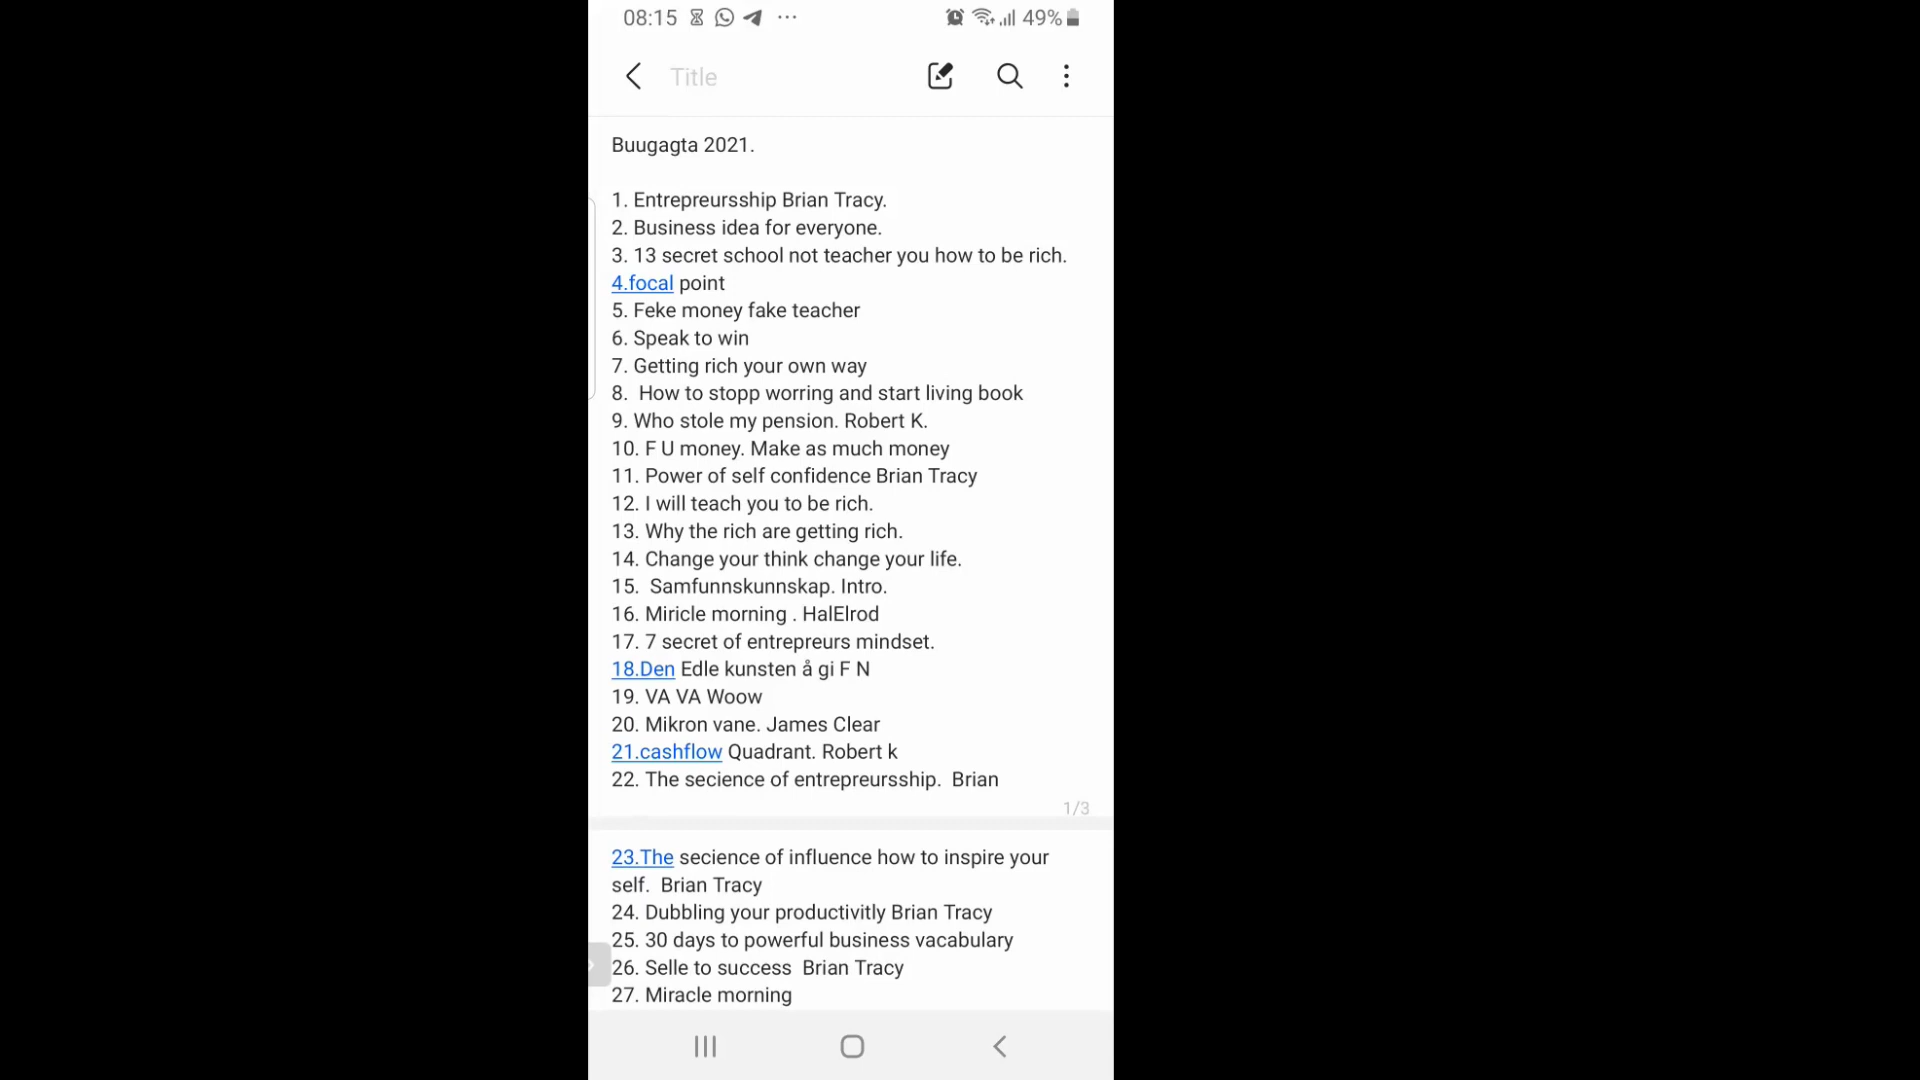 08:15 49%
Title
Buugagta 2021.
1. Entrepreursship Brian Tracy.
2. Business idea for everyone.
3. 13 secret school not teacher you how to be rich.
4.focal point
5. Feke money fake teacher
6. Speak to win
7. Getting rich your own way
8. How to stopp worring and start living book
9. Who stole my pension. Robert K.
10. F U money. Make as much money
11. Power of self confidence Brian Tracy
12. I will teach you to be rich.
13. Why the rich are getting rich.
14. Change your think change your life.
15. Samfunnskunnskap. Intro.
16. Miricle morning . HalElrod
17. 7 secret of entrepreurs mindset.
18.Den Edle kunsten å gi F N
19. VA VA Woow
20. Mikron vane. James Clear
21.cashflow Quadrant. Robert k
22. The secience of entrepreursship. Brian
1/3
23.The secience of influence how to inspire your
self. Brian Tracy
24. Dubbling your productivitly Brian Tracy
25. 30 days to powerful business vacabulary
26. Selle to success Brian Tracy
27. Miracle morning